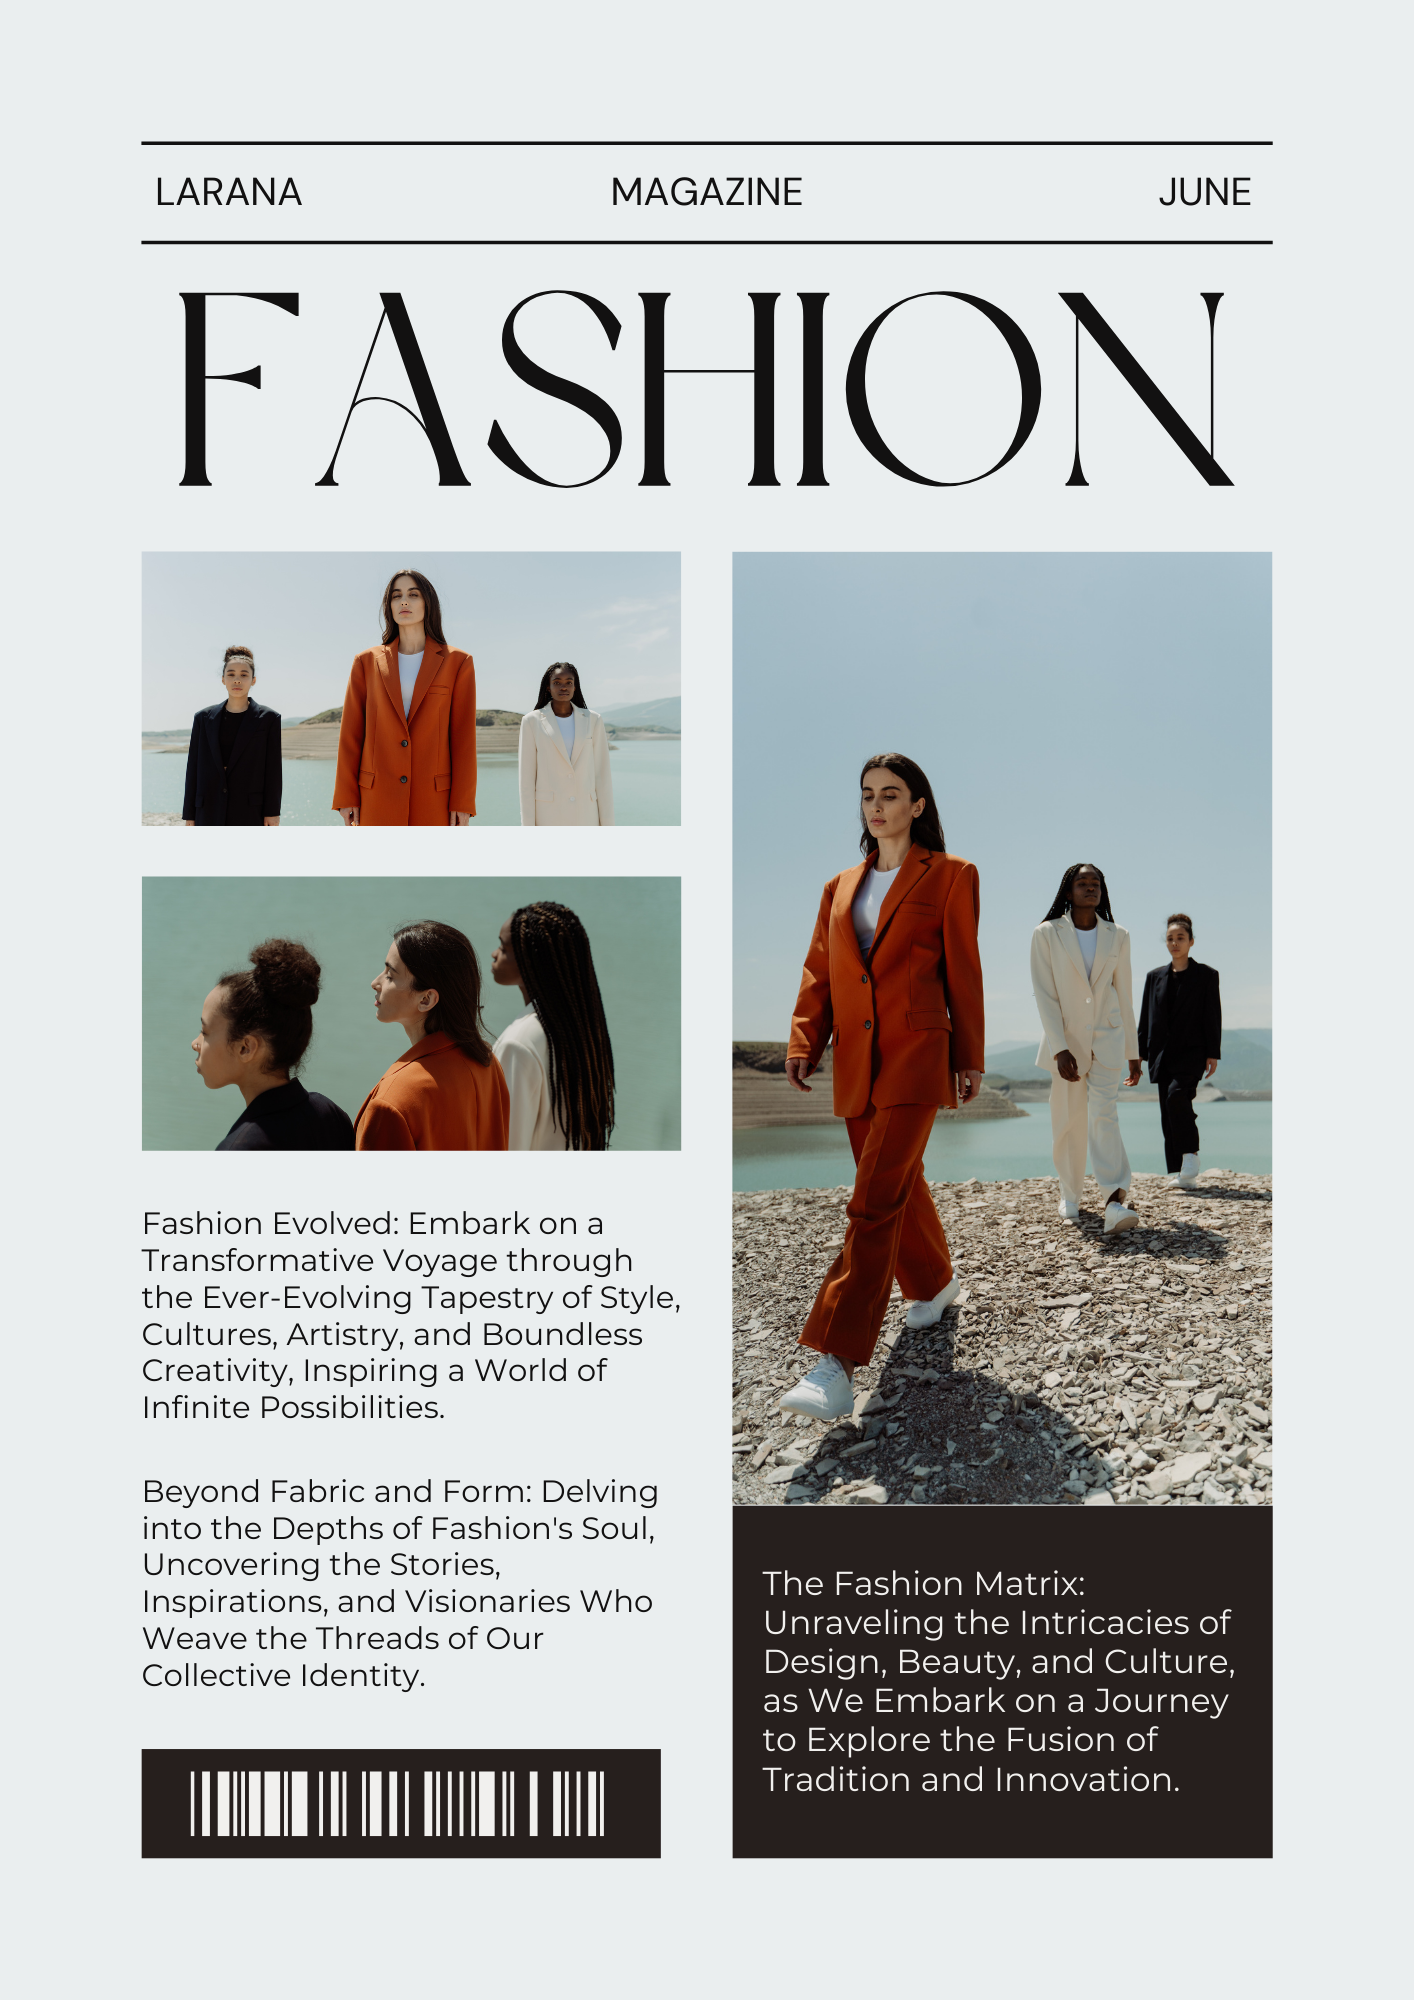 LARANA MAGAZINE JUNE
FASHION
Fashion Evolved: Embark on a
Transformative Voyage through
the Ever-Evolving Tapestry of Style,
Cultures, Artistry, and Boundless
Creativity, Inspiring a World of
Infinite Possibilities.
Beyond Fabric and Form: Delving
into the Depths of Fashion's Soul,
Uncovering the Stories,
Inspirations, and Visionaries Who
Weave the Threads of Our
Collective Identity.
The Fashion Matrix:
Unraveling the Intricacies of
Design, Beauty, and Culture,
as We Embark on a Journey
to Explore the Fusion of
Tradition and Innovation.